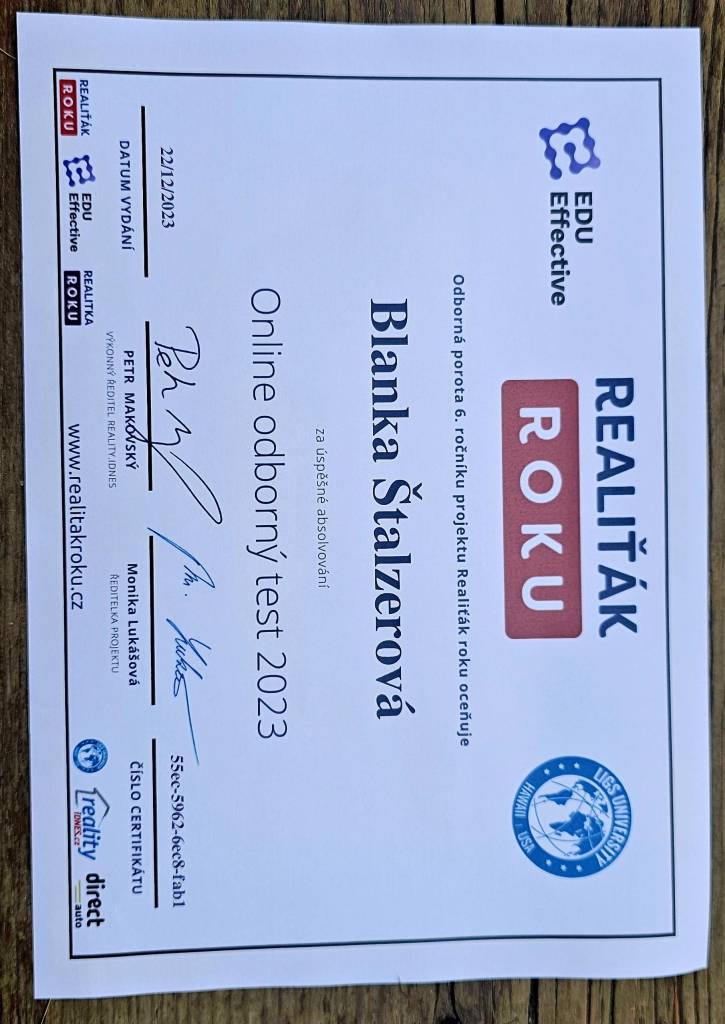 EDU
Effective
REALIŤÁK
ROKU
LIGS UNIVERSITY
HAWAII USA
Odborná porota 6. ročníku projektu Realiťák roku oceňuje
Blanka Štalzerová
za úspěšné absolvování
Online odborný test 2023
22/12/2023
DATUM VYDÁNÍ
PETR MAKOVSKÝ
VÝKONNÝ ŘEDITEL REALITY.IDNES
Monika Lukášová
ŘEDITELKA PROJEKTU
55ec-5962-6ec8-fab1
ČÍSLO CERTIFIKÁTU
REALIŤÁK
ROKU
EDU
Effective
REALITKA
ROKU
www.realitakroku.cz
reality
iDNES.cz
direct
auto